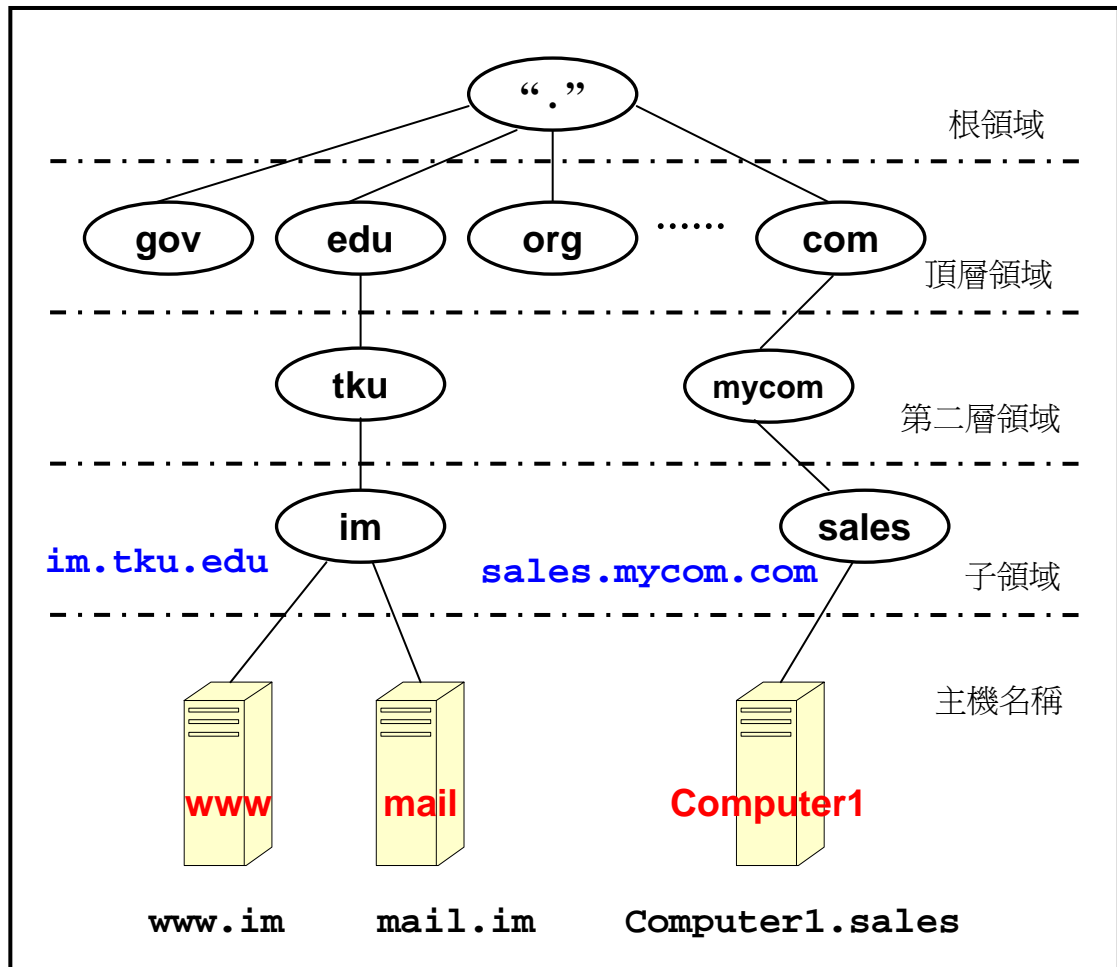 “.”
根領域
gov edu org ...... com
頂層領域
tku mycom
第二層領域
im sales
im.tku.edu sales.mycom.com
子領域
主機名稱
www mail Computer1
www.im mail.im Computer1.sales